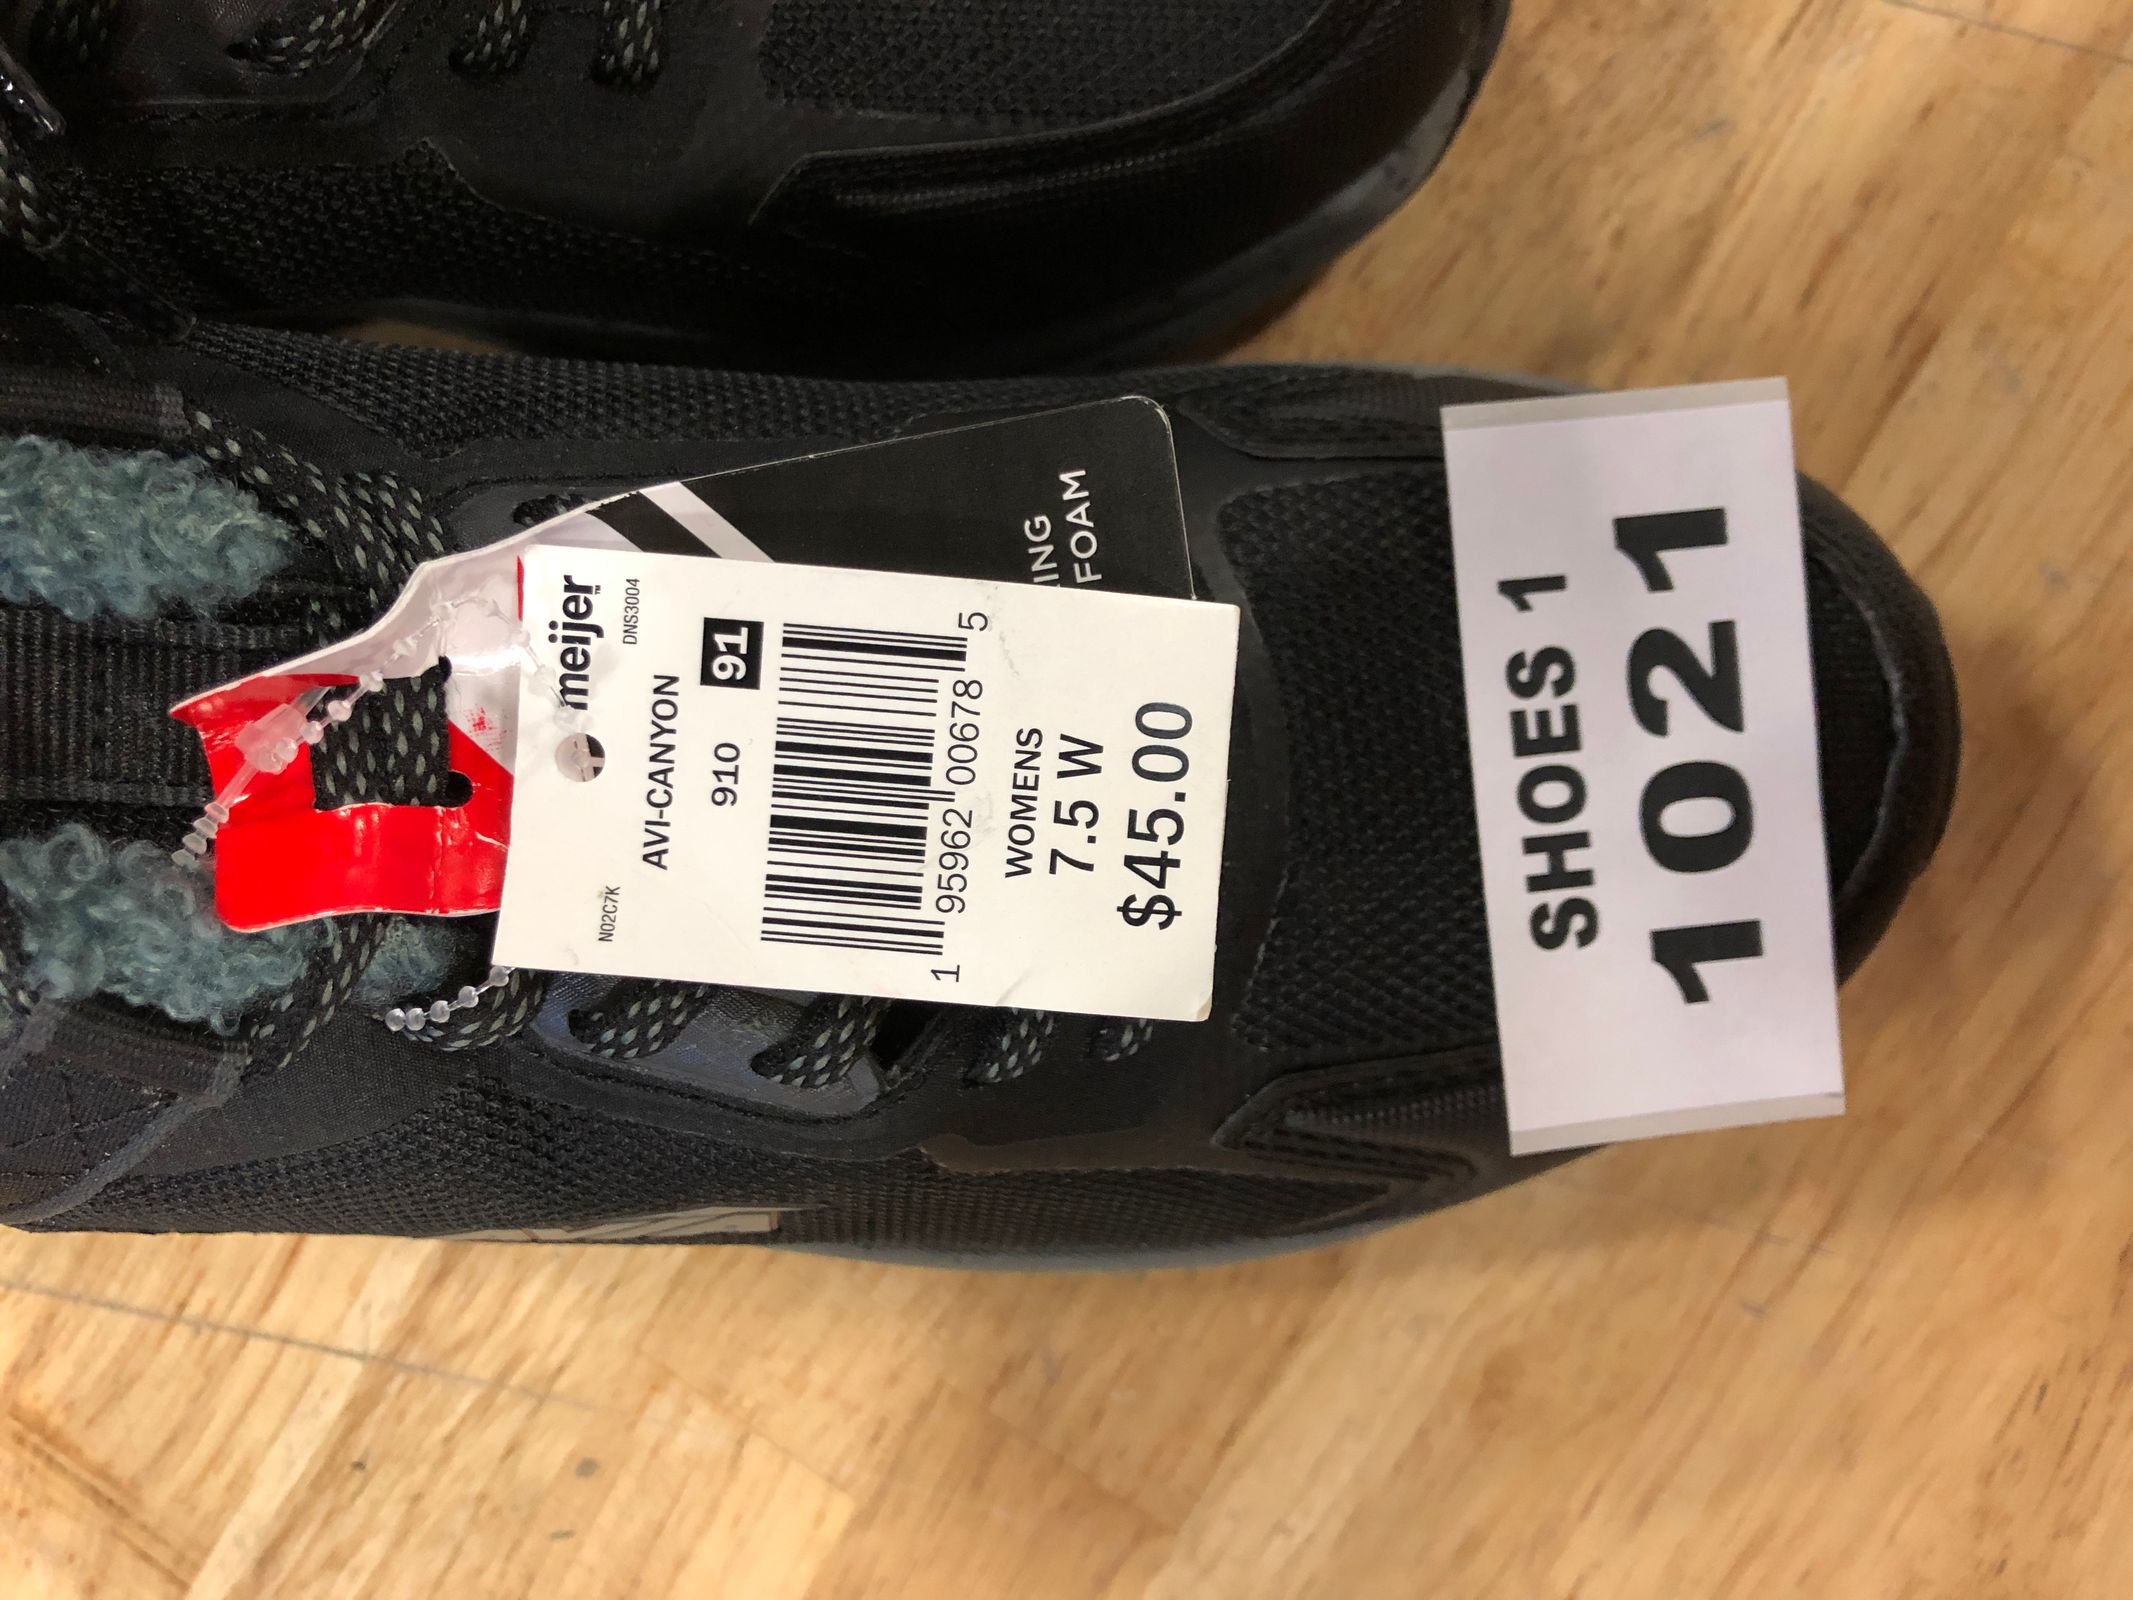 meijer™
N02C7K DNS3004
AVI-CANYON
910 91
1 95962 00678 5
WOMENS
7.5 W
$45.00
FOAM
SHOES 1
1021